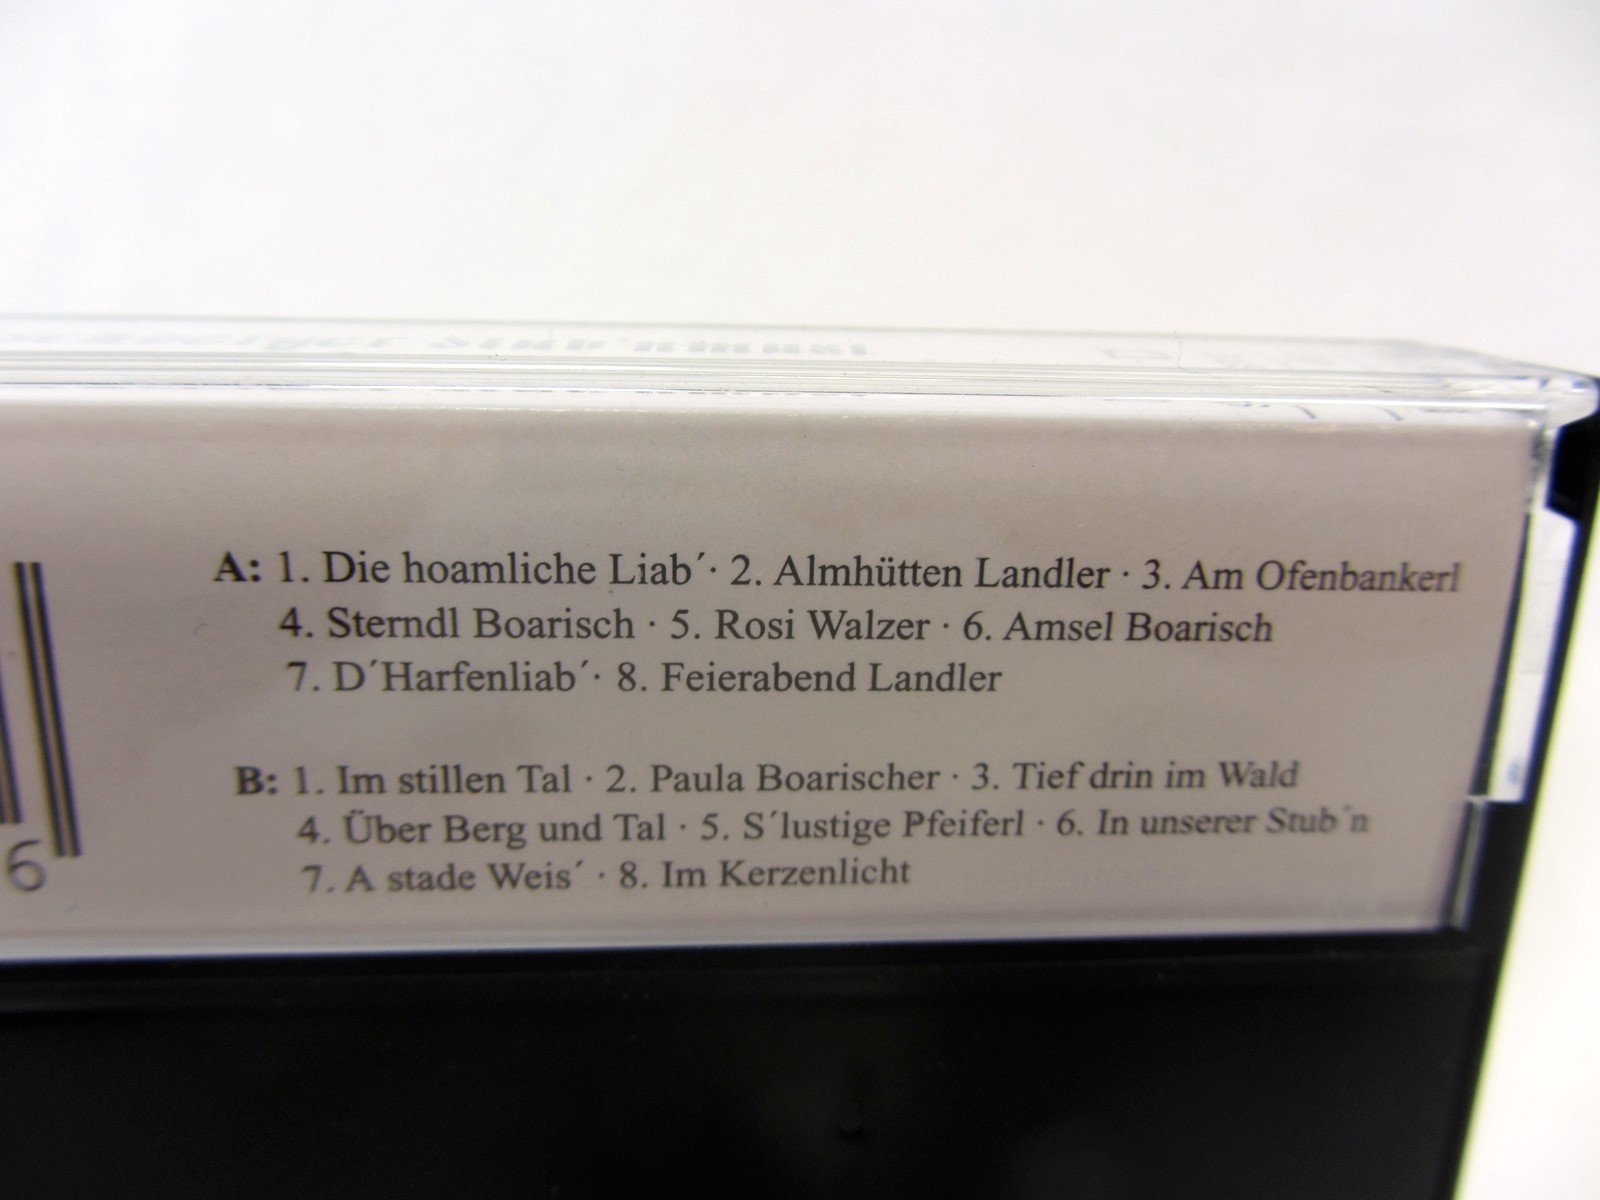 A: 1. Die hoamliche Liab´ · 2. Almhütten Landler · 3. Am Ofenbankerl
4. Sterndl Boarisch · 5. Rosi Walzer · 6. Amsel Boarisch
7. D´Harfenliab´ · 8. Feierabend Landler
B: 1. Im stillen Tal · 2. Paula Boarischer · 3. Tief drin im Wald
4. Über Berg und Tal · 5. S´lustige Pfeiferl · 6. In unserer Stub´n
7. A stade Weis´ · 8. Im Kerzenlicht
6